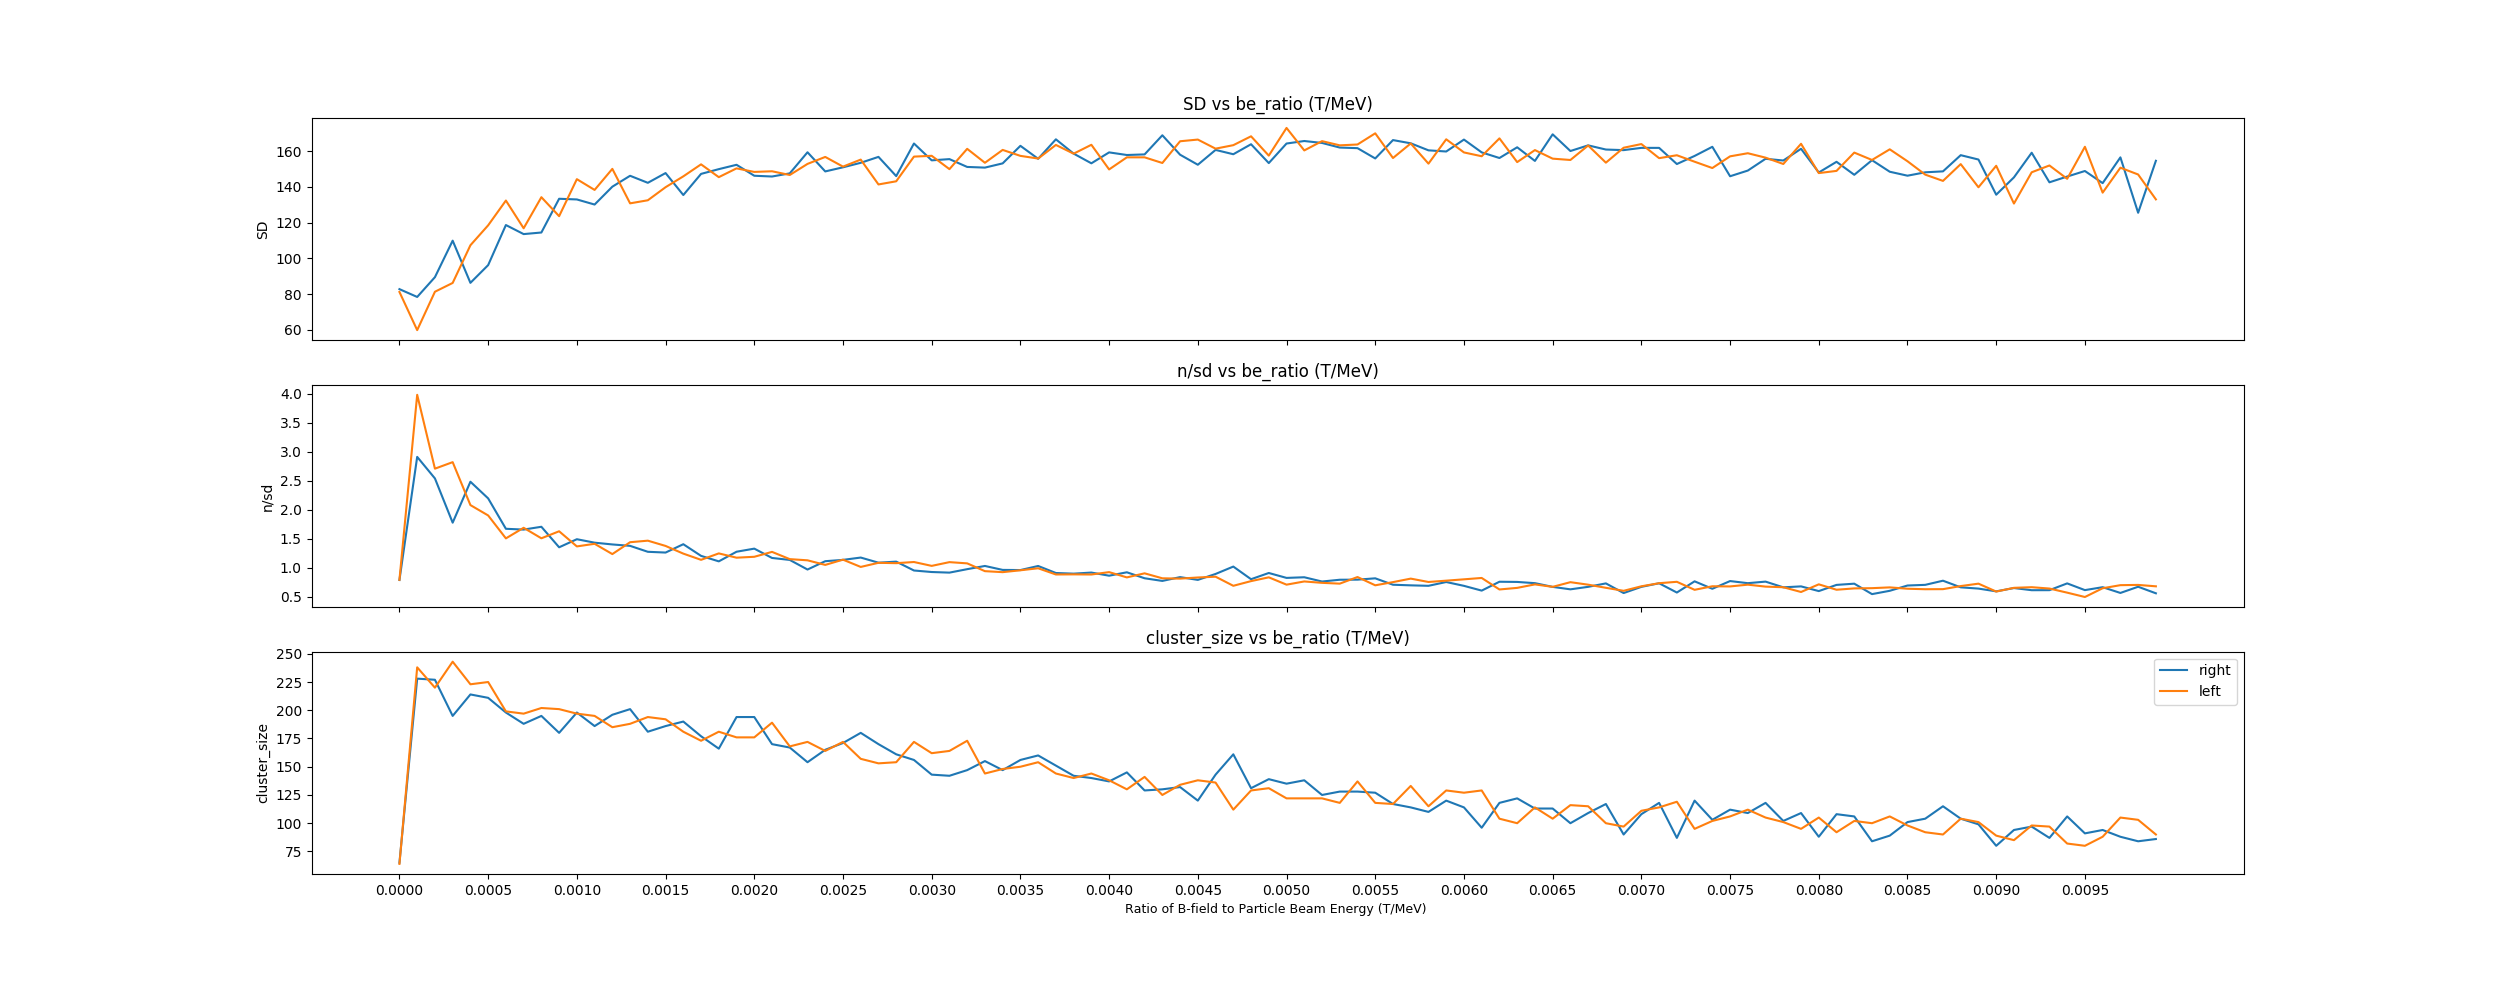 SD vs be_ratio (T/MeV)
160
140
120
100
80
60
SD
n/sd vs be_ratio (T/MeV)
4.0
3.5
3.0
2.5
2.0
1.5
1.0
0.5
n/sd
cluster_size vs be_ratio (T/MeV)
250
225
200
175
150
125
100
75
cluster_size
right
left
0.0000 0.0005 0.0010 0.0015 0.0020 0.0025 0.0030 0.0035 0.0040 0.0045 0.0050 0.0055 0.0060 0.0065 0.0070 0.0075 0.0080 0.0085 0.0090 0.0095
Ratio of B-field to Particle Beam Energy (T/MeV)